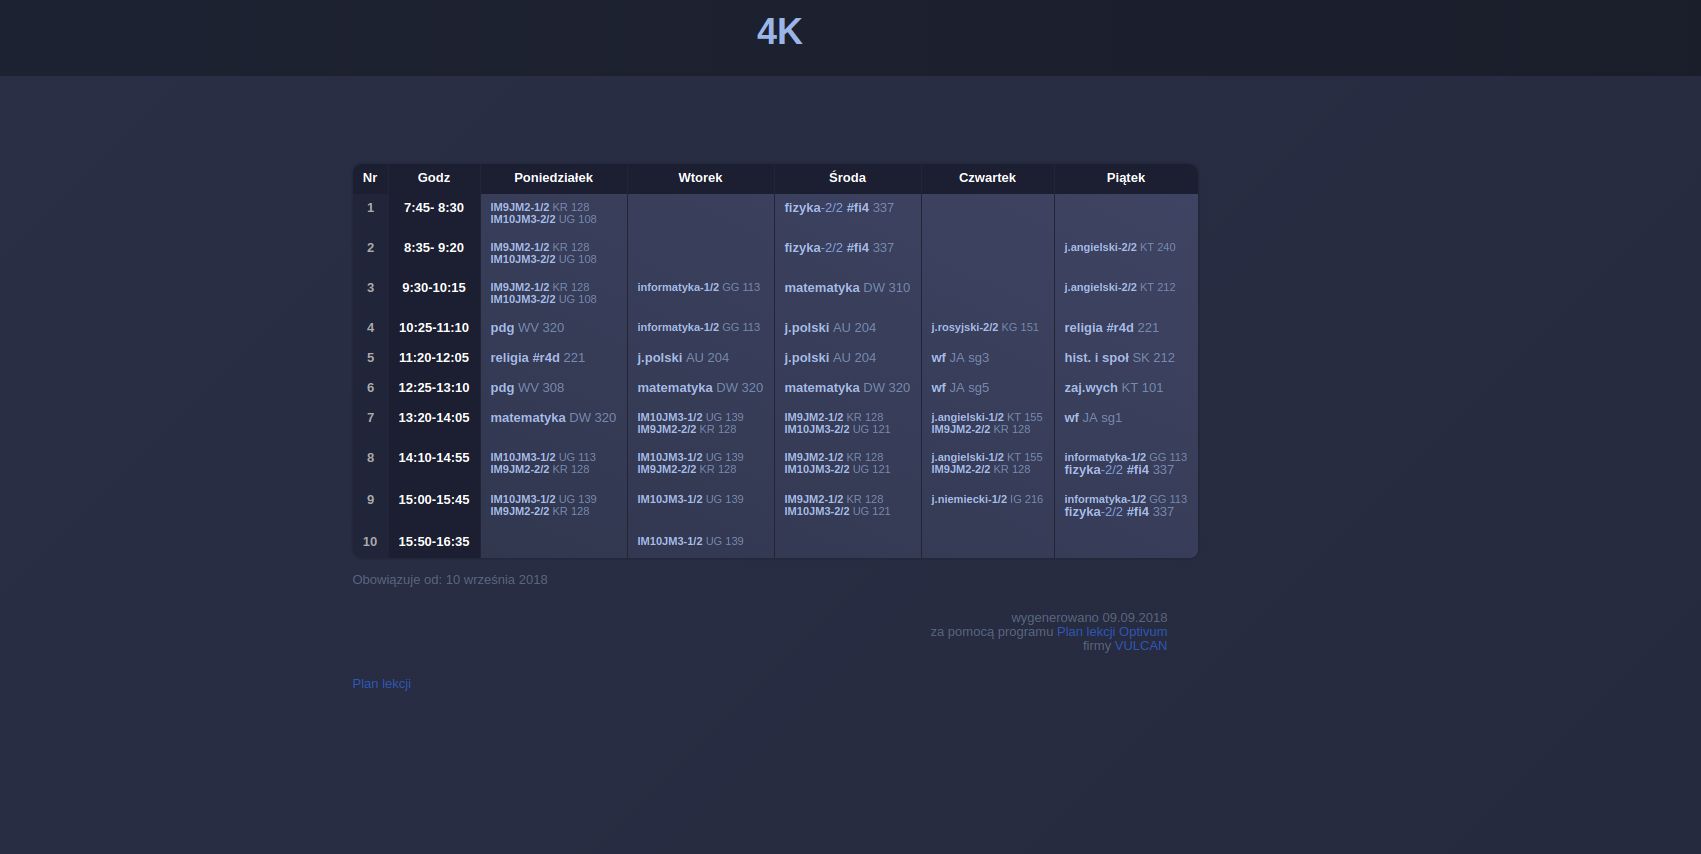 4K
Nr Godz Poniedziałek Wtorek Środa Czwartek Piątek
1 7:45- 8:30 IM9JM2-1/2 KR 128 fizyka-2/2 #fi4 337
IM10JM3-2/2 UG 108
2 8:35- 9:20 IM9JM2-1/2 KR 128 fizyka-2/2 #fi4 337 j.angielski-2/2 KT 240
IM10JM3-2/2 UG 108
3 9:30-10:15 IM9JM2-1/2 KR 128 informatyka-1/2 GG 113 matematyka DW 310 j.angielski-2/2 KT 212
IM10JM3-2/2 UG 108
4 10:25-11:10 pdg WV 320 informatyka-1/2 GG 113 j.polski AU 204 j.rosyjski-2/2 KG 151 religia #r4d 221
5 11:20-12:05 religia #r4d 221 j.polski AU 204 j.polski AU 204 wf JA sg3 hist. i społ SK 212
6 12:25-13:10 pdg WV 308 matematyka DW 320 matematyka DW 320 wf JA sg5 zaj.wych KT 101
7 13:20-14:05 matematyka DW 320 IM10JM3-1/2 UG 139 IM9JM2-1/2 KR 128 j.angielski-1/2 KT 155 wf JA sg1
IM9JM2-2/2 KR 128 IM10JM3-2/2 UG 121 IM9JM2-2/2 KR 128
8 14:10-14:55 IM10JM3-1/2 UG 113 IM10JM3-1/2 UG 139 IM9JM2-1/2 KR 128 j.angielski-1/2 KT 155 informatyka-1/2 GG 113
IM9JM2-2/2 KR 128 IM9JM2-2/2 KR 128 IM10JM3-2/2 UG 121 IM9JM2-2/2 KR 128 fizyka-2/2 #fi4 337
9 15:00-15:45 IM10JM3-1/2 UG 139 IM10JM3-1/2 UG 139 IM9JM2-1/2 KR 128 j.niemiecki-1/2 IG 216 informatyka-1/2 GG 113
IM9JM2-2/2 KR 128 IM10JM3-2/2 UG 121 fizyka-2/2 #fi4 337
10 15:50-16:35 IM10JM3-1/2 UG 139
Obowiązuje od: 10 września 2018
wygenerowano 09.09.2018
za pomocą programu Plan lekcji Optivum
firmy VULCAN
Plan lekcji